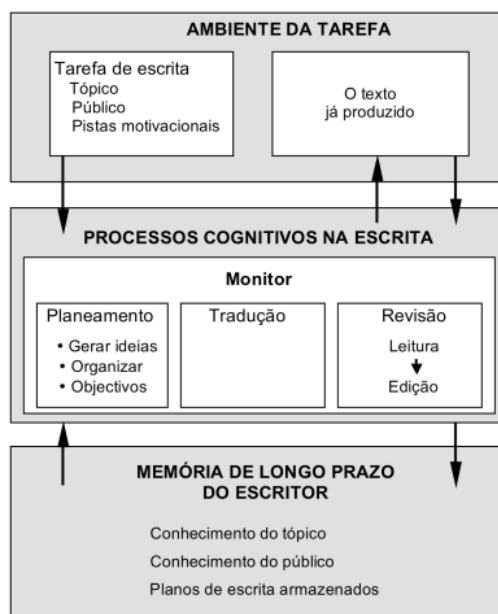 AMBIENTE DA TAREFA
Tarefa de escrita
Tópico
Público
Pistas motivacionais
O texto
já produzido
PROCESSOS COGNITIVOS NA ESCRITA
Monitor
Planeamento
• Gerar ideias
• Organizar
• Objectivos
Tradução
Revisão
Leitura
Edição
MEMÓRIA DE LONGO PRAZO
DO ESCRITOR
Conhecimento do tópico
Conhecimento do público
Planos de escrita armazenados